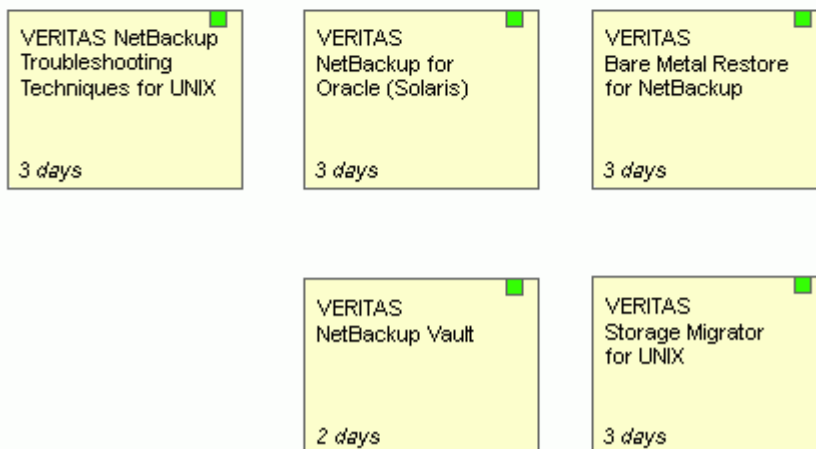 VERITAS NetBackup
Troubleshooting
Techniques for UNIX
3 days
VERITAS
NetBackup for
Oracle (Solaris)
3 days
VERITAS
Bare Metal Restore
for NetBackup
3 days
VERITAS
NetBackup Vault
2 days
VERITAS
Storage Migrator
for UNIX
3 days